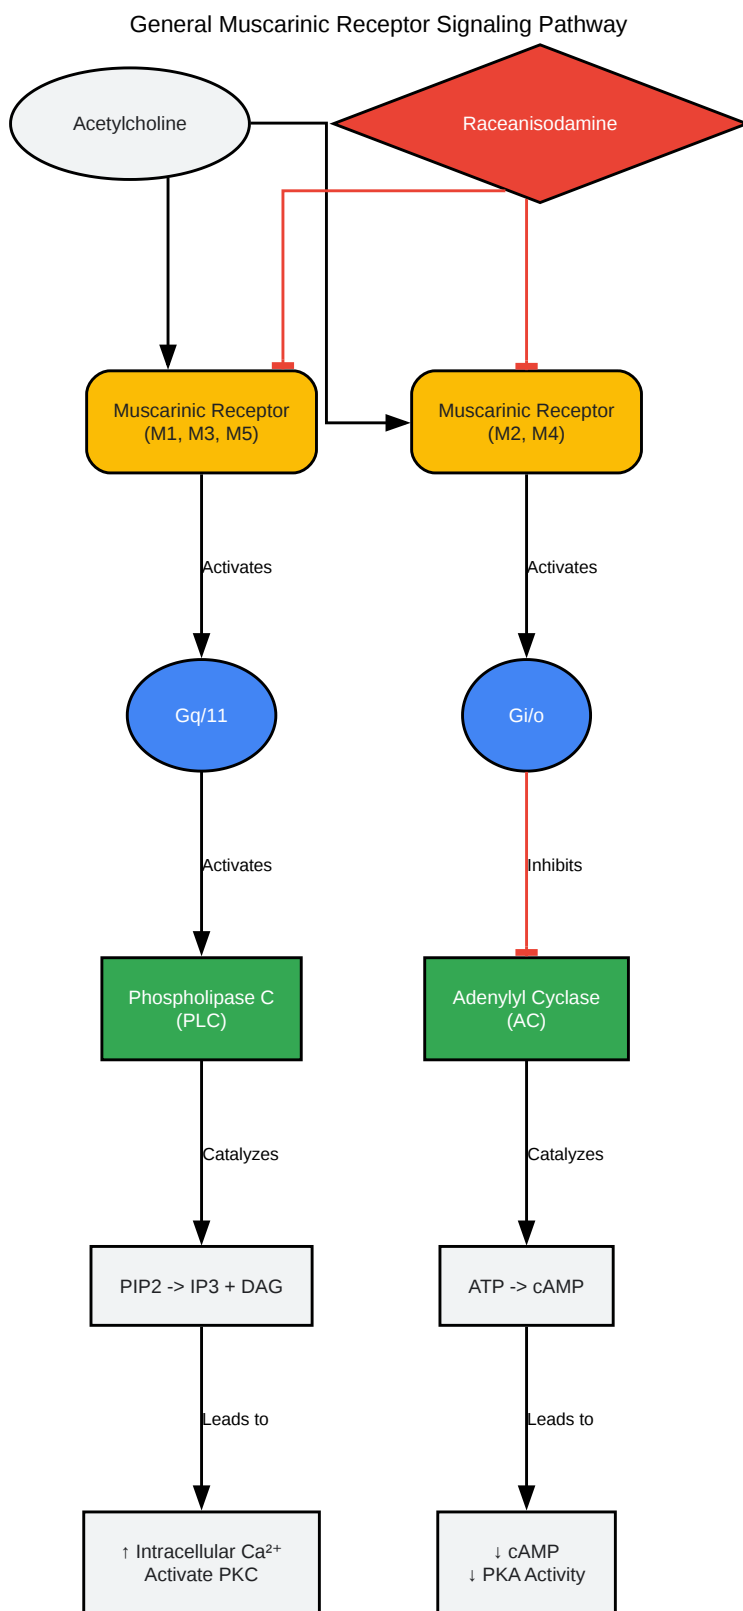 General Muscarinic Receptor Signaling Pathway
Acetylcholine
Raceanisodamine
Muscarinic Receptor
(M1, M3, M5)
Muscarinic Receptor
(M2, M4)
Activates
Activates
Gq/11
Gi/o
Activates
Inhibits
Phospholipase C
(PLC)
Adenylyl Cyclase
(AC)
Catalyzes
Catalyzes
PIP2 -> IP3 + DAG
ATP -> cAMP
Leads to
Leads to
↑ Intracellular Ca²⁺
Activate PKC
↓ cAMP
↓ PKA Activity